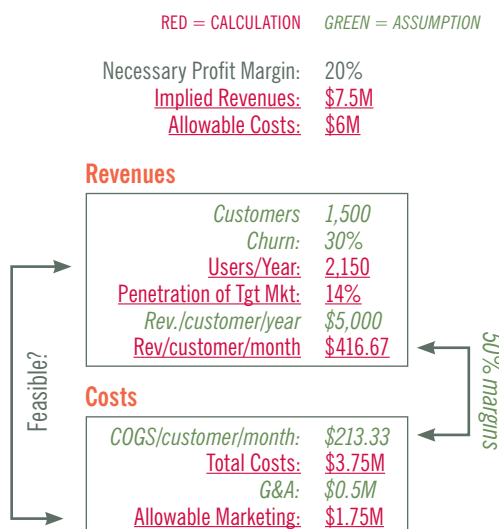 RED = CALCULATION GREEN = ASSUMPTION
Necessary Profit Margin: 20%
Implied Revenues: $7.5M
Allowable Costs: $6M
Revenues
Customers 1,500
Churn: 30%
Users/Year: 2,150
Penetration of Tgt Mkt: 14%
Rev./customer/year $5,000
Rev/customer/month $416.67
Feasible?
50% margins
Costs
COGS/customer/month: $213.33
Total Costs: $3.75M
G&A: $0.5M
Allowable Marketing: $1.75M